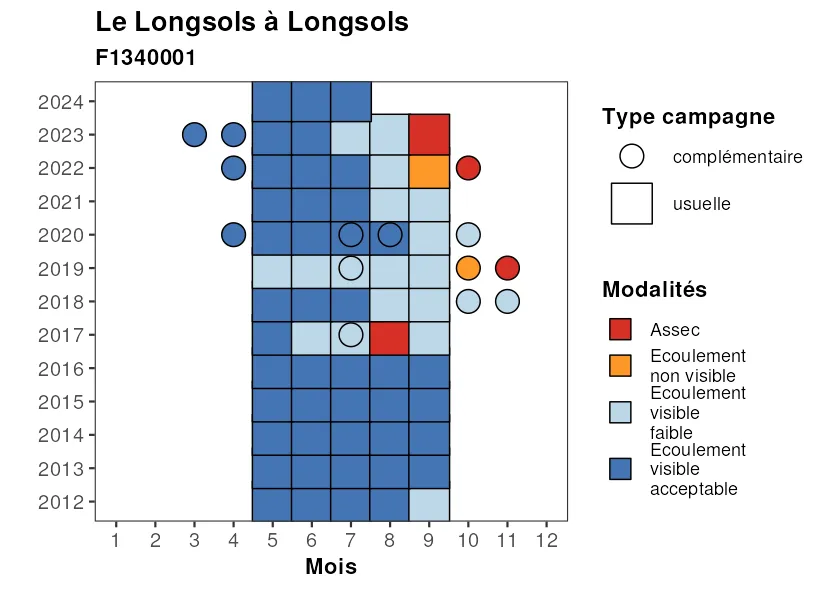 Le Longsols à Longsols
F1340001
2024
2023
2022
2021
2020
2019
2018
2017
2016
2015
2014
2013
2012
1 2 3 4 5 6 7 8 9 10 11 12
Mois
Type campagne
complémentaire
usuelle
Modalités
Assec
Ecoulement
non visible
Ecoulement
visible
faible
Ecoulement
visible
acceptable